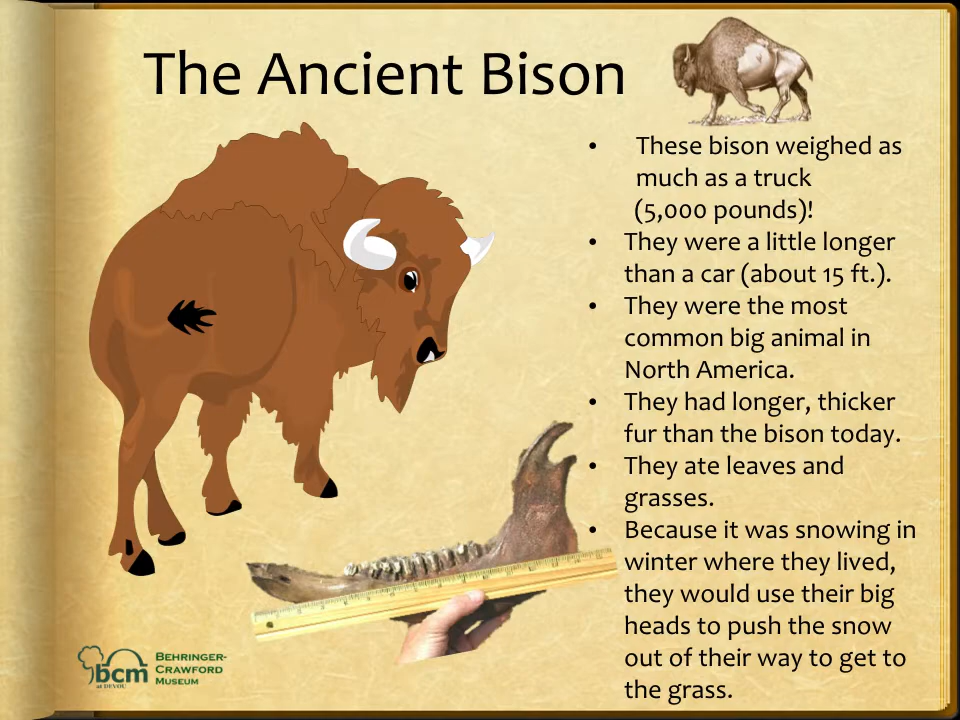 The Ancient Bison
• These bison weighed as
much as a truck
(5,000 pounds)!
• They were a little longer
than a car (about 15 ft.).
• They were the most
common big animal in
North America.
• They had longer, thicker
fur than the bison today.
• They ate leaves and
grasses.
• Because it was snowing in
winter where they lived,
they would use their big
heads to push the snow
out of their way to get to
the grass.
bcm
at DEVOU
BEHRINGER-
CRAWFORD
MUSEUM